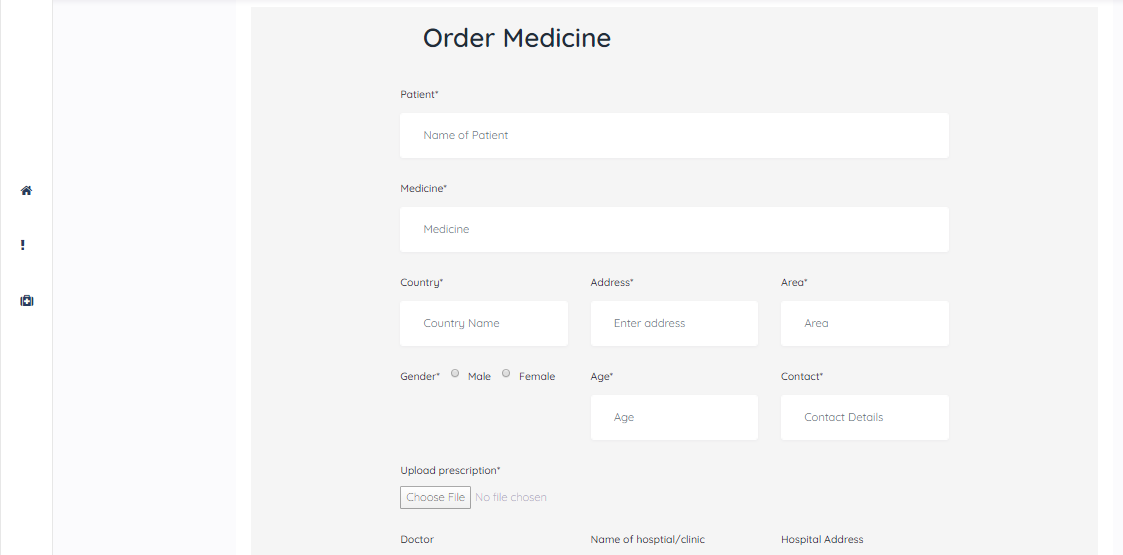 Order Medicine
Patient*
Name of Patient
Medicine*
Medicine
Country* Address* Area*
Country Name Enter address Area
Gender* Male Female Age* Contact*
Age Contact Details
Upload prescription*
Choose File No file chosen
Doctor Name of hosptial/clinic Hospital Address